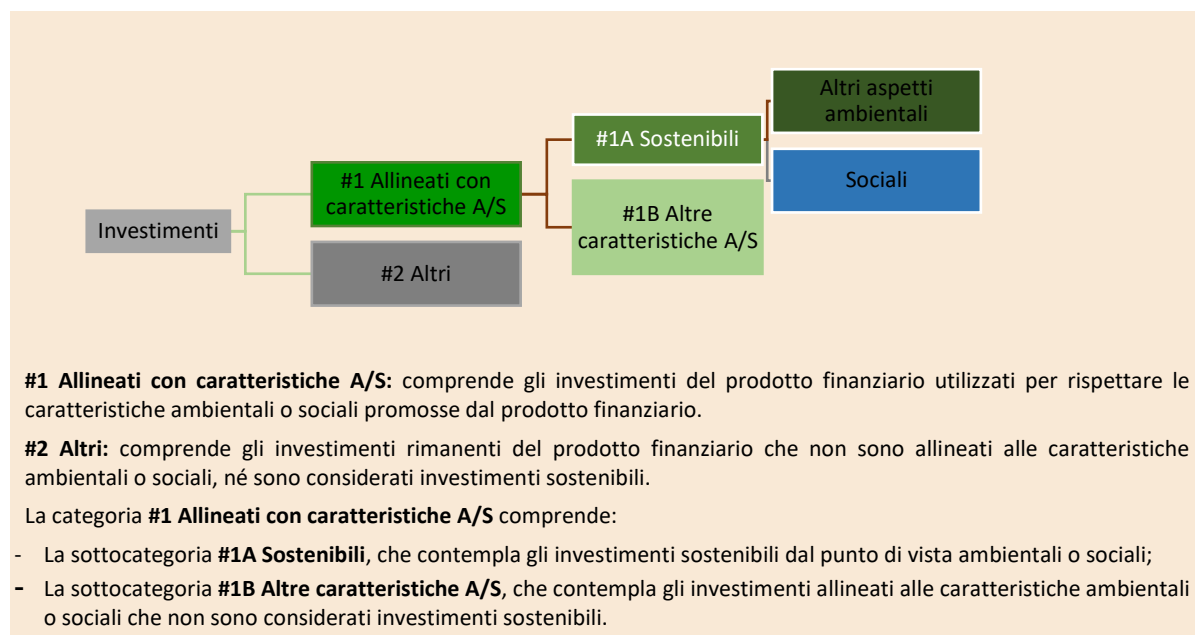 Altri aspetti
ambientali
#1A Sostenibili
#1 Allineati con
caratteristiche A/S
Sociali
#1B Altre
caratteristiche A/S
Investimenti
#2 Altri
#1 Allineati con caratteristiche A/S: comprende gli investimenti del prodotto finanziario utilizzati per rispettare le
caratteristiche ambientali o sociali promosse dal prodotto finanziario.
#2 Altri: comprende gli investimenti rimanenti del prodotto finanziario che non sono allineati alle caratteristiche
ambientali o sociali, né sono considerati investimenti sostenibili.
La categoria #1 Allineati con caratteristiche A/S comprende:
- La sottocategoria #1A Sostenibili, che contempla gli investimenti sostenibili dal punto di vista ambientali o sociali;
- La sottocategoria #1B Altre caratteristiche A/S, che contempla gli investimenti allineati alle caratteristiche ambientali
o sociali che non sono considerati investimenti sostenibili.